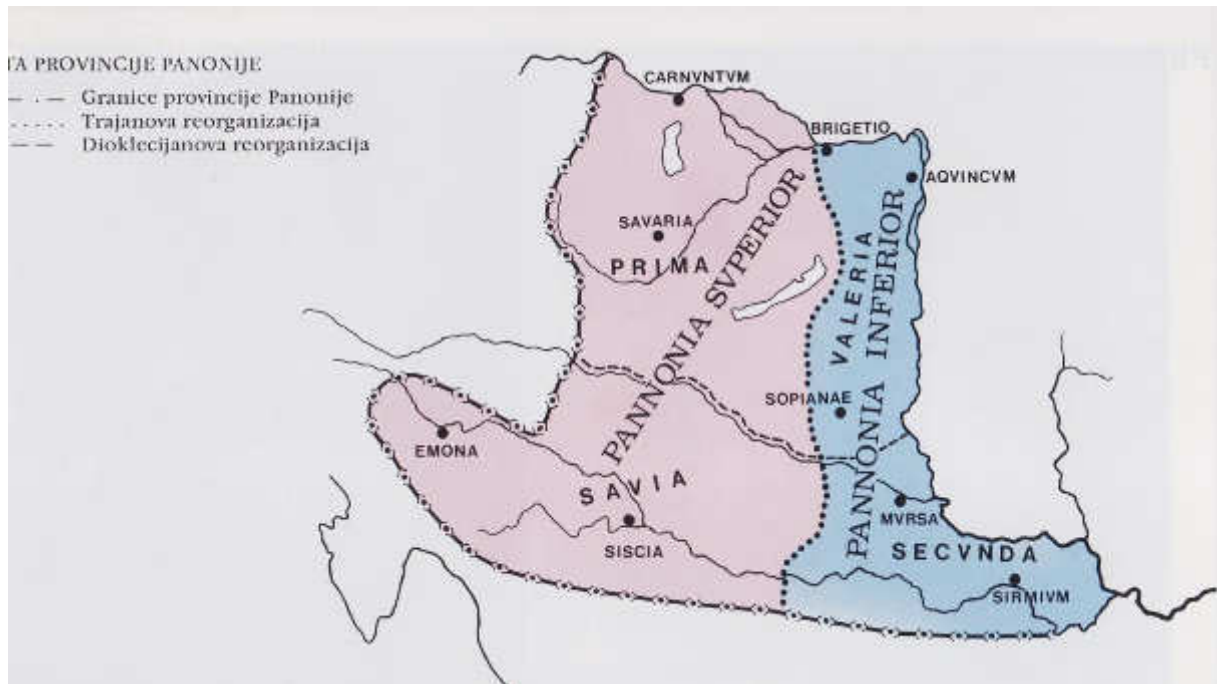 TA PROVINCIJE PANONIJE
Granice provincije Panonije
Trajanova reorganizacija
Dioklecijanova reorganizacija
CARNVNTVM
BRIGETIO
AQVINCVM
SAVARIA
PRIMA
PANNONIA SVPERIOR
VALERIA
PANNONIA INFERIOR
SOPIANAE
EMONA
SAVIA
SISCIA
MVRSA
SECVNDA
SIRMIVM